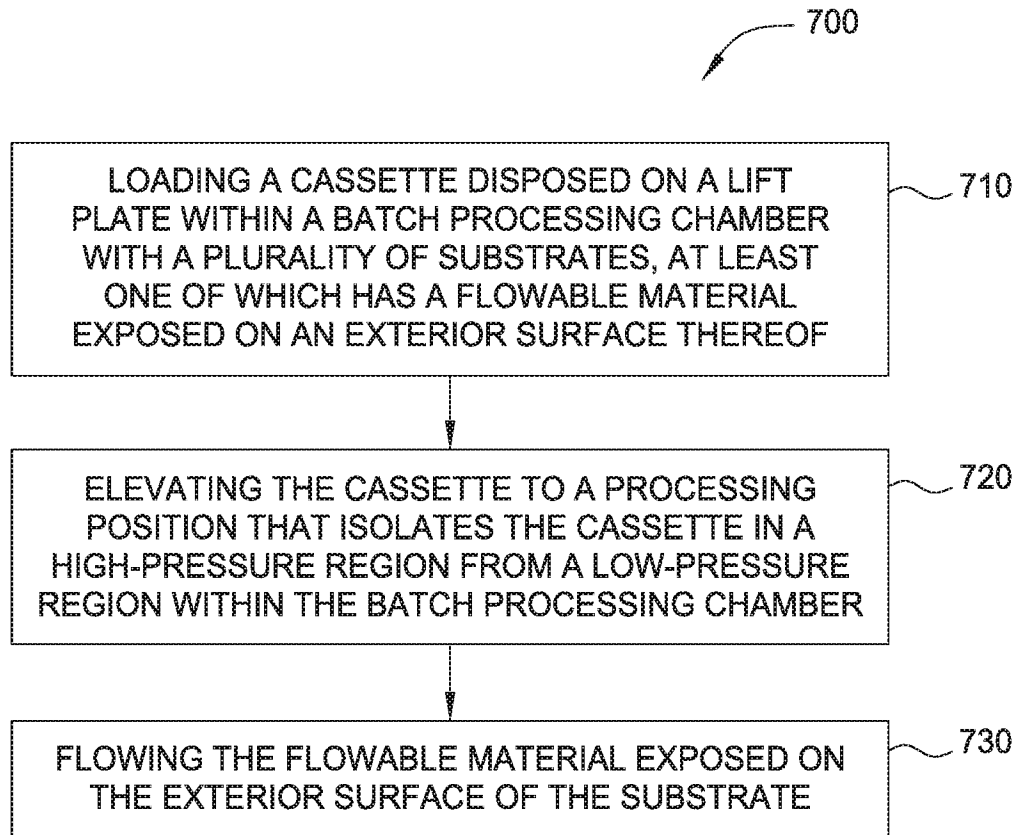 700
LOADING A CASSETTE DISPOSED ON A LIFT
PLATE WITHIN A BATCH PROCESSING CHAMBER
WITH A PLURALITY OF SUBSTRATES, AT LEAST
ONE OF WHICH HAS A FLOWABLE MATERIAL
EXPOSED ON AN EXTERIOR SURFACE THEREOF
710
ELEVATING THE CASSETTE TO A PROCESSING
POSITION THAT ISOLATES THE CASSETTE IN A
HIGH-PRESSURE REGION FROM A LOW-PRESSURE
REGION WITHIN THE BATCH PROCESSING CHAMBER
720
FLOWING THE FLOWABLE MATERIAL EXPOSED ON
THE EXTERIOR SURFACE OF THE SUBSTRATE
730